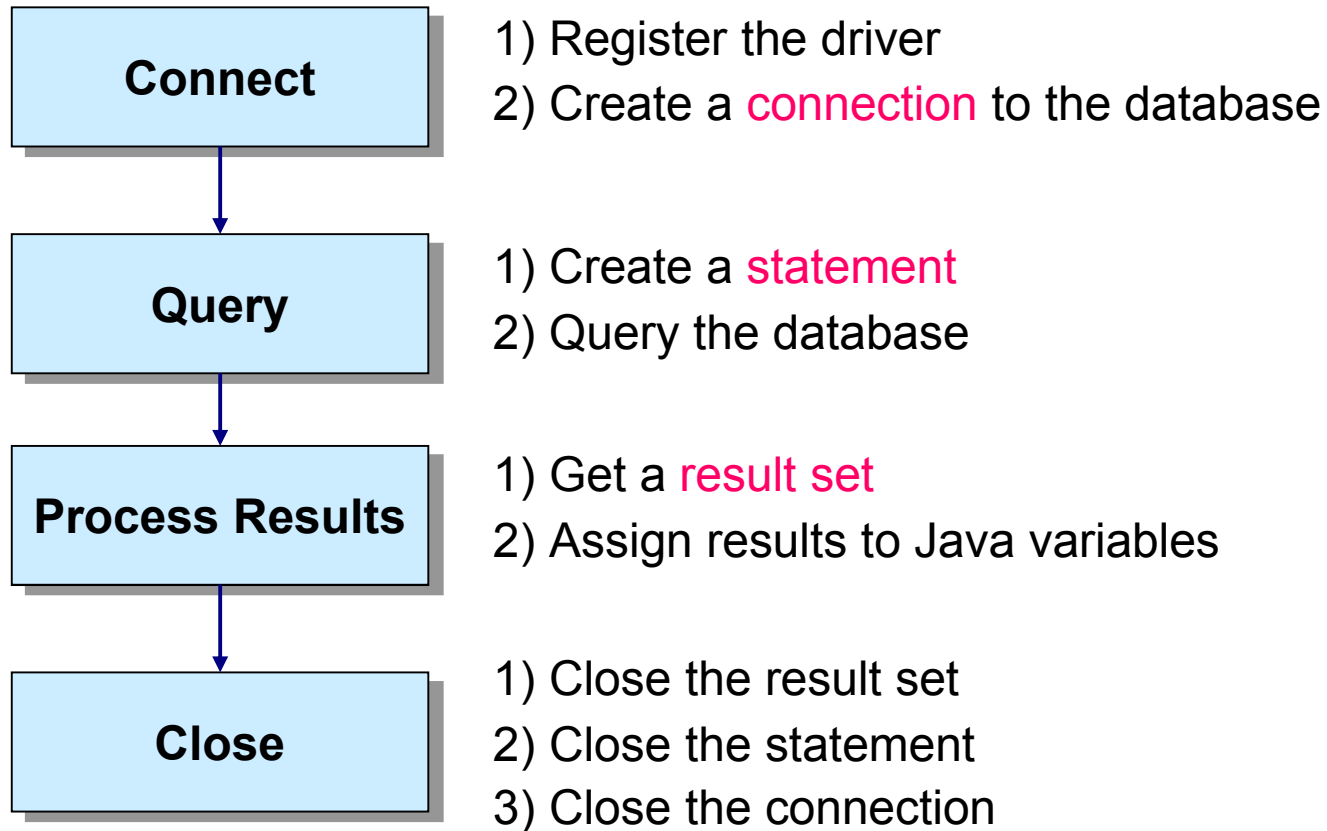 Connect
1) Register the driver
2) Create a connection to the database
Query
1) Create a statement
2) Query the database
Process Results
1) Get a result set
2) Assign results to Java variables
Close
1) Close the result set
2) Close the statement
3) Close the connection